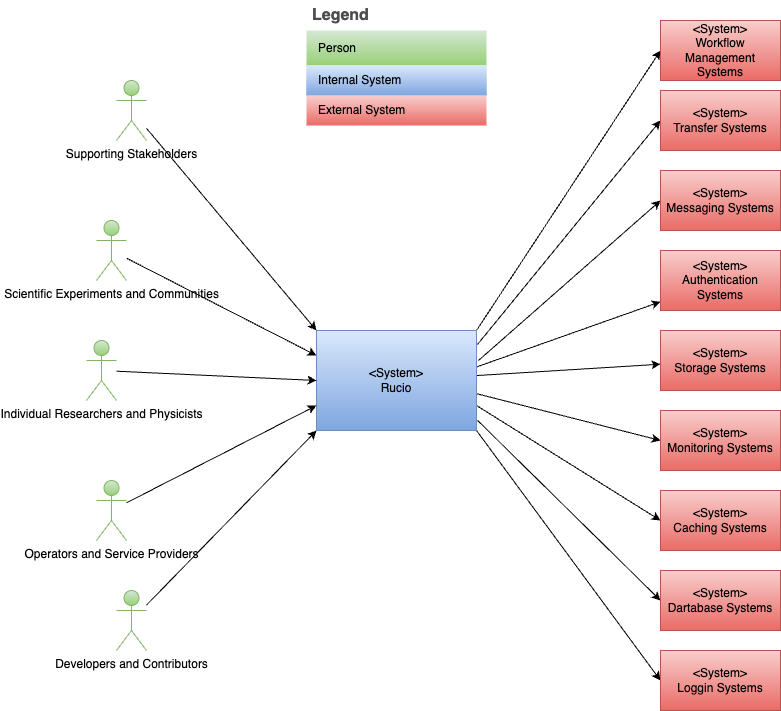 Legend
Person
Internal System
External System
Supporting Stakeholders
Scientific Experiments and Communities
Individual Researchers and Physicists
Operators and Service Providers
Developers and Contributors
<System>
Rucio
<System>
Workflow
Management
Systems
<System>
Transfer Systems
<System>
Messaging Systems
<System>
Authentication
Systems
<System>
Storage Systems
<System>
Monitoring Systems
<System>
Caching Systems
<System>
Dartabase Systems
<System>
Loggin Systems